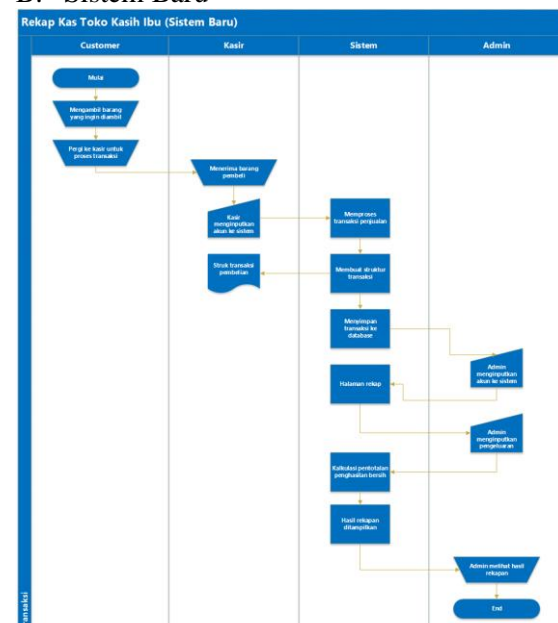 B. Sistem Baru
Rekap Kas Toko Kasih Ibu (Sistem Baru)
Customer
Kasir
Sistem
Admin
Mulai
Mengambil barang
yang ingin diambil
Pergi ke kasir untuk
proses transaksi
Menerima barang
pembeli
Kasir
menginputkan
akun ke sistem
Memproses
transaksi penjualan
Struk transaksi
pembelian
Membuat struktur
transaksi
Menyimpan
transaksi ke
database
Admin
menginputkan
akun ke sistem
Halaman rekap
Admin
menginputkan
pengeluaran
Kalkulasi pentotalan
penghasilan bersih
Hasil rekapan
ditampilkan
Admin melihat hasil
rekapan
End